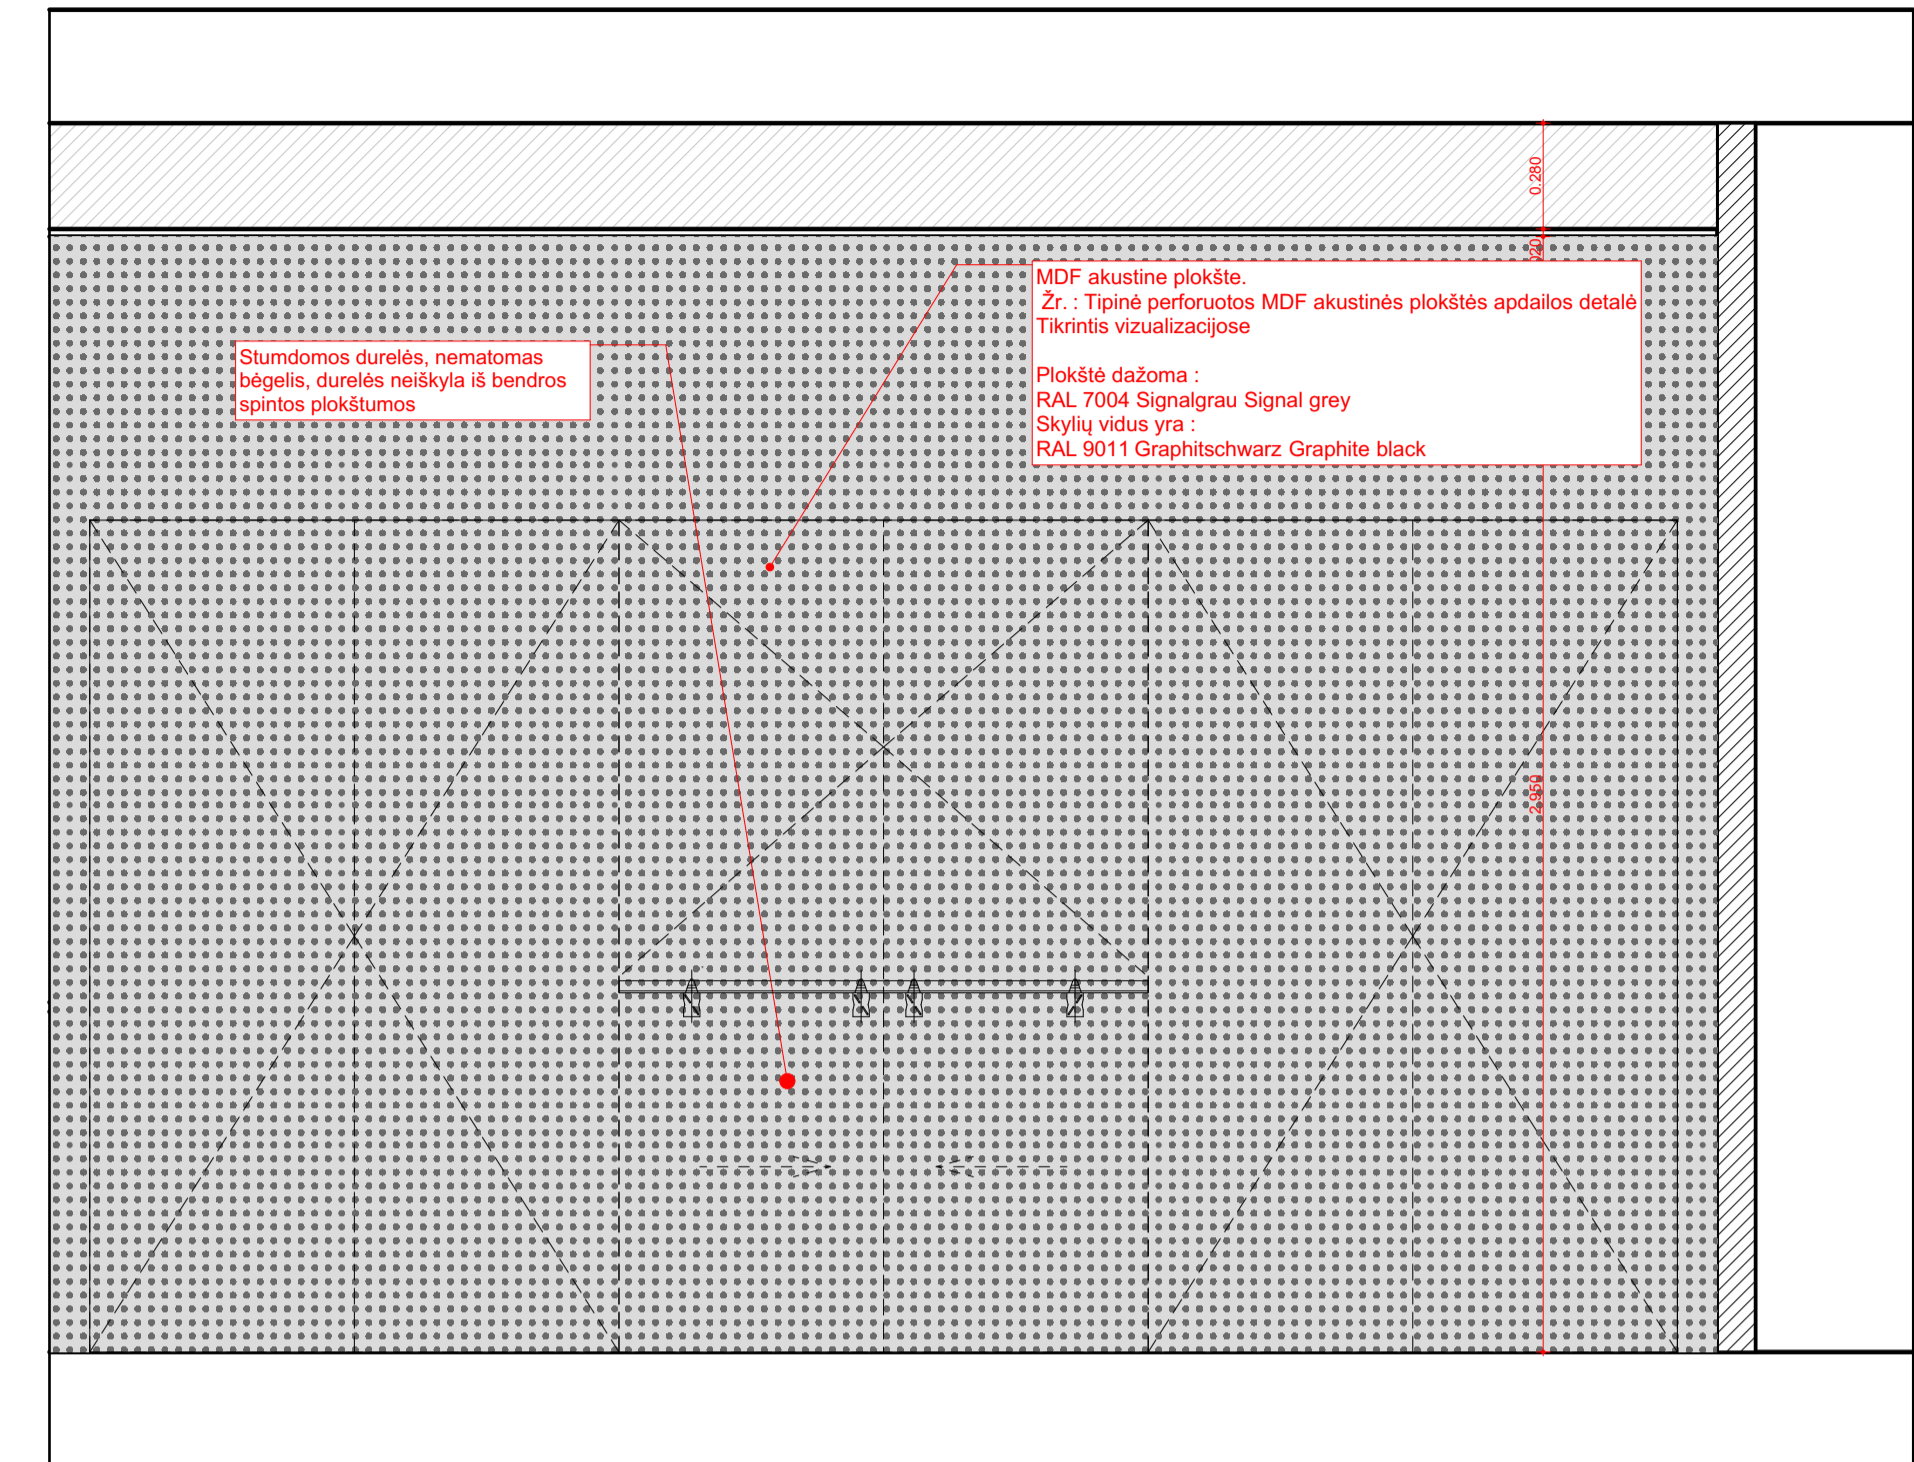 0.280
MDF akustine plokšte.
Žr. : Tipinė perforuotos MDF akustinės plokštės apdailos detalė
Tikrintis vizualizacijose
Plokštė dažoma :
RAL 7004 Signalgrau Signal grey
Skylių vidus yra :
RAL 9011 Graphitschwarz Graphite black
Stumdomos durelės, nematomas
bėgelis, durelės neiškyla iš bendros
spintos plokštumos
2.950